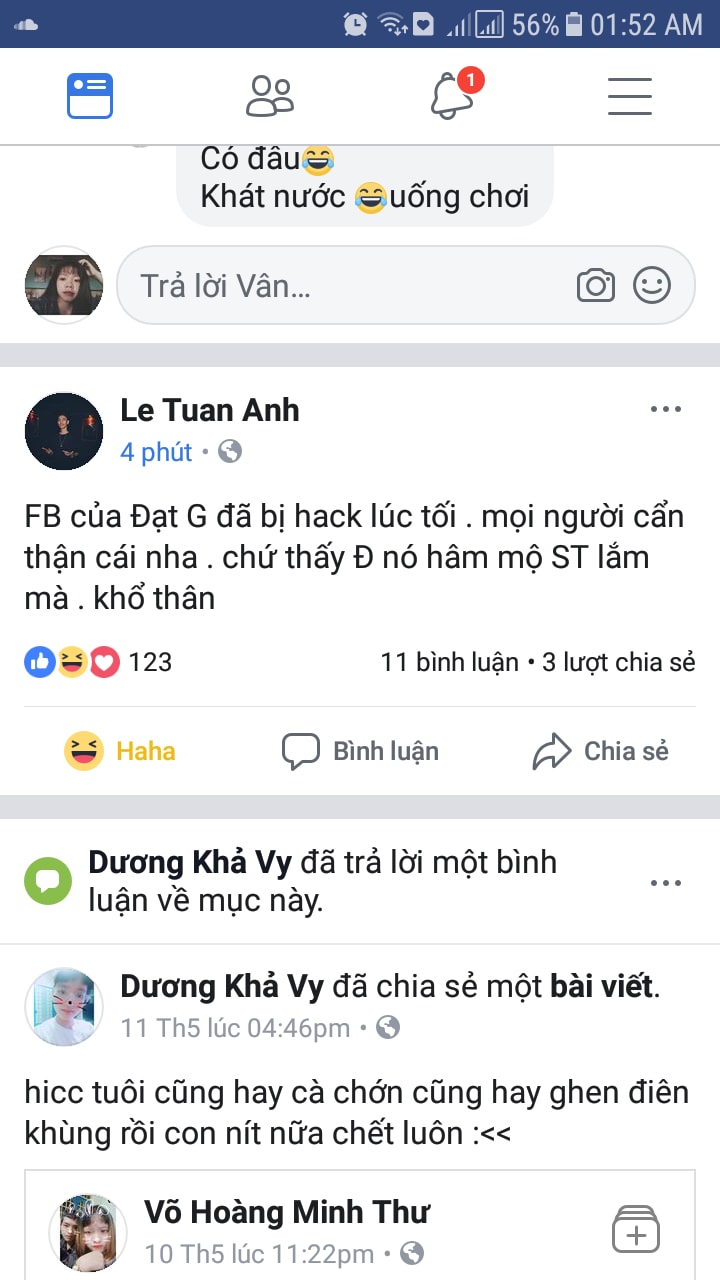 56% 01:52 AM
1
Có đâu😂
Khát nước 😂uống chơi
Trả lời Vân...
Le Tuan Anh
4 phút •
FB của Đạt G đã bị hack lúc tối . mọi người cẩn
thận cái nha . chứ thấy Đ nó hâm mộ ST lắm
mà . khổ thân
123 11 bình luận • 3 lượt chia sẻ
Haha Bình luận Chia sẻ
Dương Khả Vy đã trả lời một bình
luận về mục này.
Dương Khả Vy đã chia sẻ một bài viết.
11 Th5 lúc 04:46pm •
hicc tuôi cũng hay cà chớn cũng hay ghen điên
khùng rồi con nít nữa chết luôn :<<
Võ Hoàng Minh Thư
10 Th5 lúc 11:22pm •